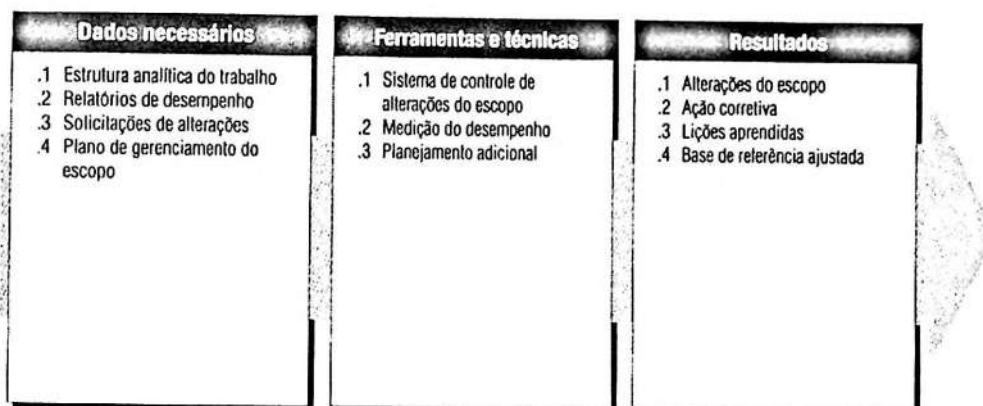 Dados necessários
.1 Estrutura analítica do trabalho
.2 Relatórios de desempenho
.3 Solicitações de alterações
.4 Plano de gerenciamento do
escopo
Ferramentas e técnicas
.1 Sistema de controle de
alterações do escopo
.2 Medição do desempenho
.3 Planejamento adicional
Resultados
.1 Alterações do escopo
.2 Ação corretiva
.3 Lições aprendidas
.4 Base de referência ajustada